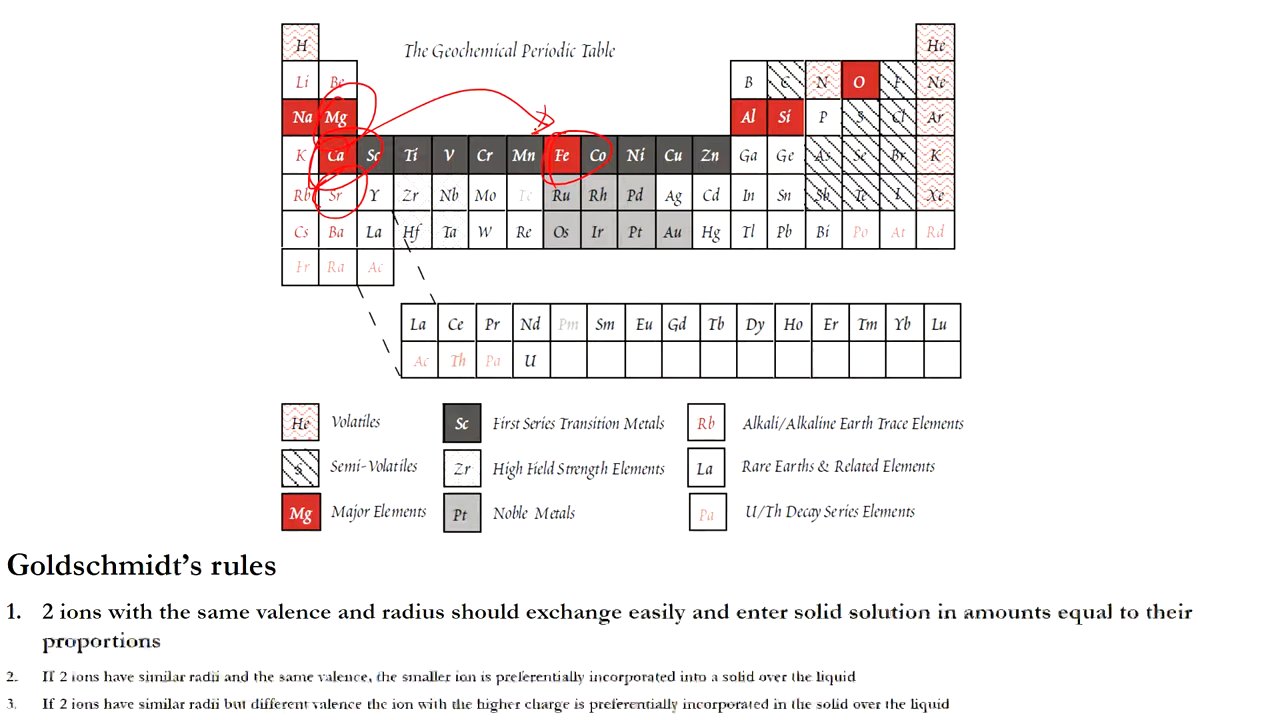 The Geochemical Periodic Table
H He
Li Be B C N O F Ne
Na Mg Al Si P S Cl Ar
K Ca Sc Ti V Cr Mn Fe Co Ni Cu Zn Ga Ge As Se Br K
Rb Sr Y Zr Nb Mo Tc Ru Rh Pd Ag Cd In Sn Sb Te I Xe
Cs Ba La Hf Ta W Re Os Ir Pt Au Hg Tl Pb Bi Po At Rd
Fr Ra Ac
La Ce Pr Nd Pm Sm Eu Gd Tb Dy Ho Er Tm Yb Lu
Ac Th Pa U
He Volatiles Sc First Series Transition Metals Rb Alkali/Alkaline Earth Trace Elements
S Semi-Volatiles Zr High Field Strength Elements La Rare Earths & Related Elements
Mg Major Elements Pt Noble Metals Pa U/Th Decay Series Elements
Goldschmidt's rules
1. 2 ions with the same valence and radius should exchange easily and enter solid solution in amounts equal to their
proportions
2. If 2 ions have similar radii and the same valence, the smaller ion is preferentially incorporated into a solid over the liquid
3. If 2 ions have similar radii but different valence the ion with the higher charge is preferentially incorporated in the solid over the liquid